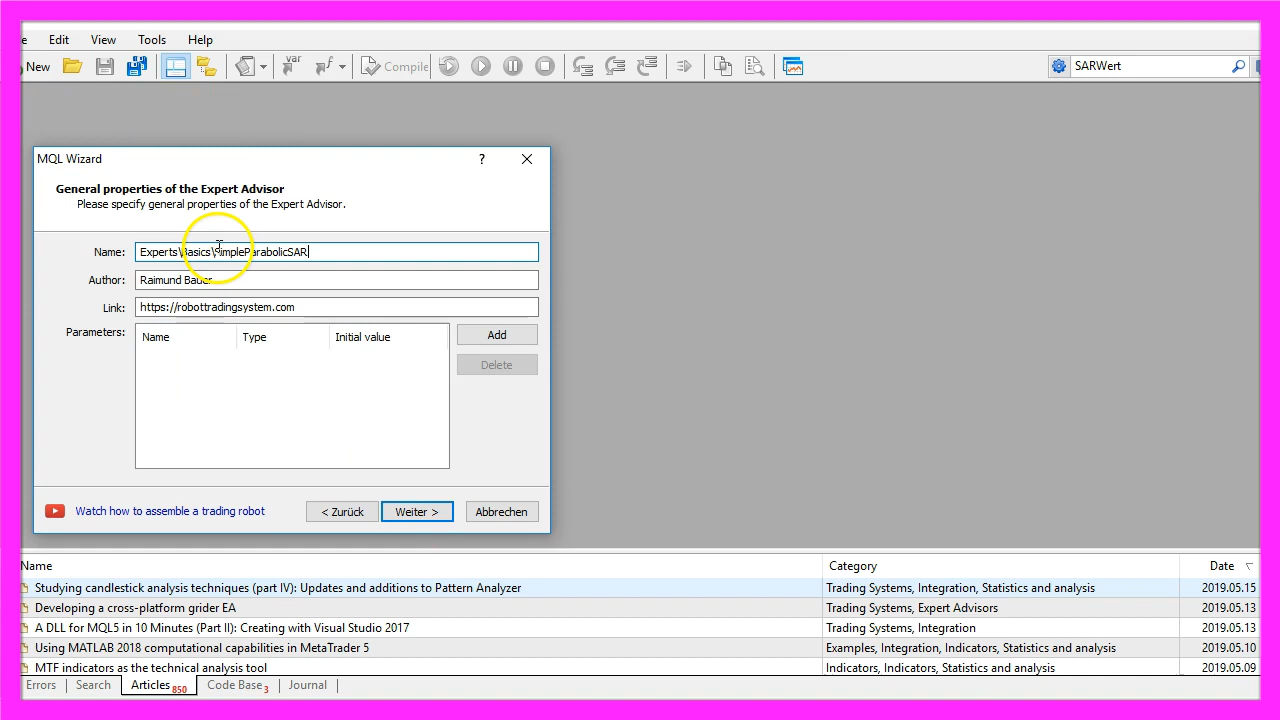 Edit View Tools Help
New Compile SARWert
MQL Wizard ?
General properties of the Expert Advisor
Please specify general properties of the Expert Advisor.
Name: Experts\Basics\SimpleParabolicSAR
Author: Raimund Bauer
Link: https://robottradingsystem.com
Parameters: Name Type Initial value Add
Delete
Watch how to assemble a trading robot < Zurück Weiter > Abbrechen
Name Category Date
Studying candlestick analysis techniques (part IV): Updates and additions to Pattern Analyzer Trading Systems, Integration, Statistics and analysis 2019.05.15
Developing a cross-platform grider EA Trading Systems, Expert Advisors 2019.05.13
A DLL for MQL5 in 10 Minutes (Part II): Creating with Visual Studio 2017 Trading Systems, Integration 2019.05.13
Using MATLAB 2018 computational capabilities in MetaTrader 5 Examples, Integration, Indicators, Statistics and analysis 2019.05.10
MTF indicators as the technical analysis tool Indicators, Indicators, Statistics and analysis 2019.05.09
Errors Search Articles 850 Code Base 3 Journal